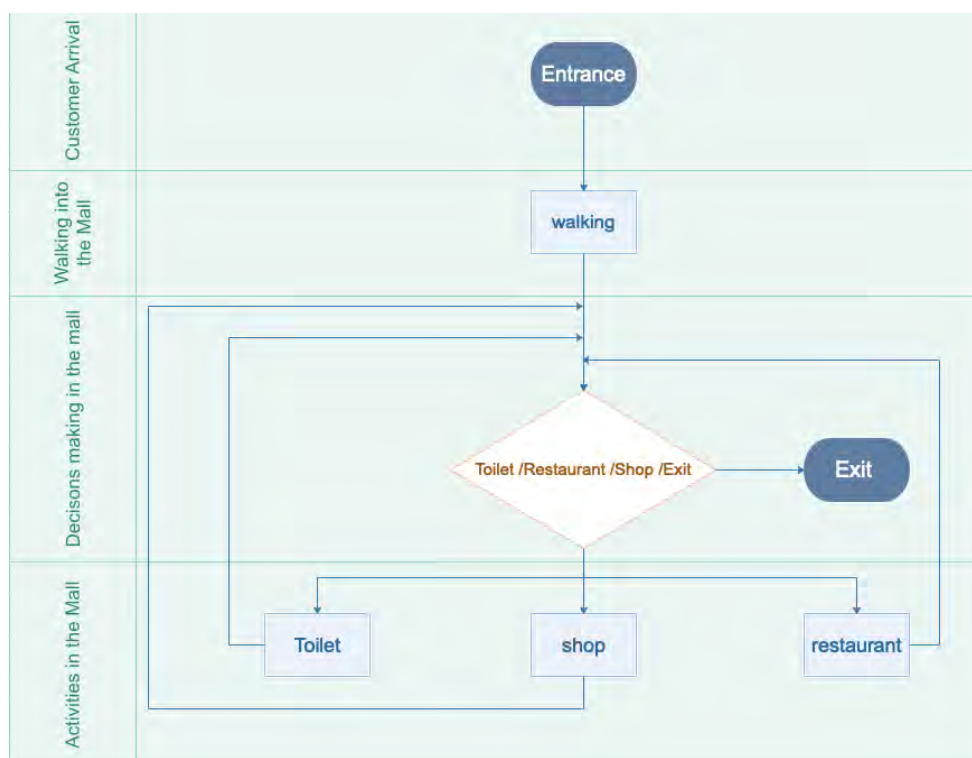 Customer Arrival
Entrance
Walking into
the Mall
walking
Decisons making in the mall
Toilet /Restaurant /Shop /Exit
Exit
Activities in the Mall
Toilet
shop
restaurant